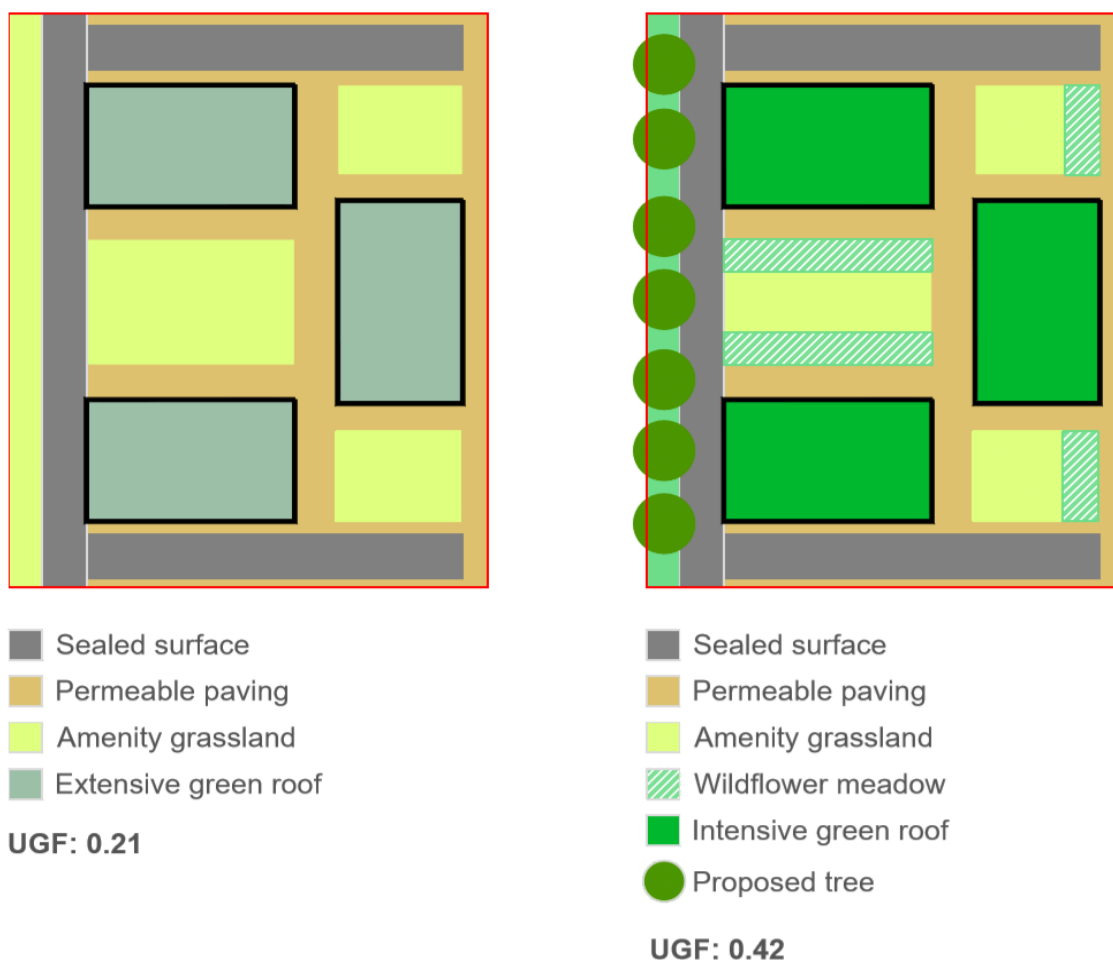 Sealed surface
Permeable paving
Amenity grassland
Extensive green roof
UGF: 0.21
Sealed surface
Permeable paving
Amenity grassland
Wildflower meadow
Intensive green roof
Proposed tree
UGF: 0.42